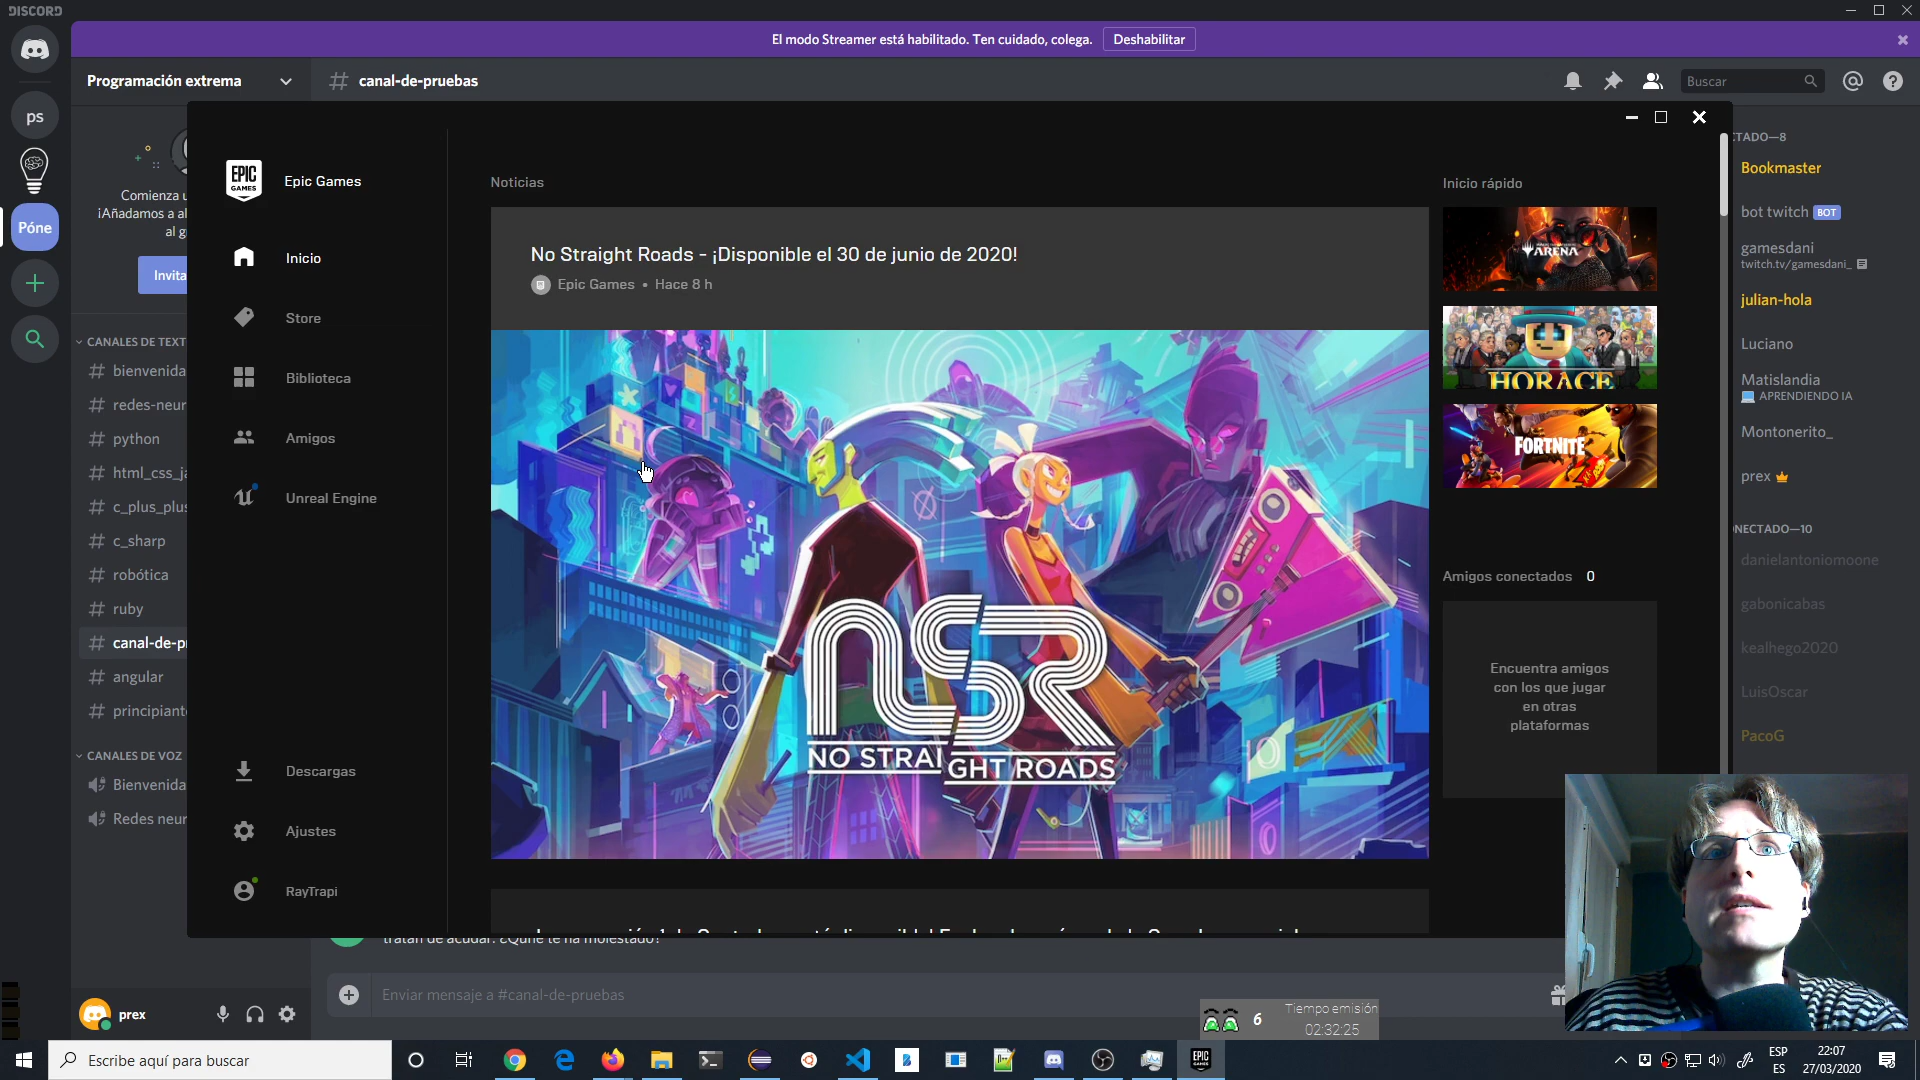 DISCORD
El modo Streamer está habilitado. Ten cuidado, colega.
Deshabilitar
Programación extrema
canal-de-pruebas
Buscar
ps
Póne
Comienza
¡Añadamos a al
al
Invita
CANALES DE TEXT
bienvenida
redes-neur
python
html_css_ja
c_plus_plus
c_sharp
robótica
ruby
canal-de-p
angular
principiant
CANALES DE VOZ
Bienvenida
Redes neur
prex
EPIC
GAMES
Epic Games
Inicio
Store
Biblioteca
Amigos
Unreal Engine
Descargas
Ajustes
RayTrapi
Noticias
No Straight Roads - ¡Disponible el 30 de junio de 2020!
Epic Games • Hace 8 h
NSR
NO STRAIGHT ROADS
Inicio rápido
ARENA
HORACE
FORTNITE
Amigos conectados 0
Encuentra amigos
con los que jugar
en otras
plataformas
TADO—8
Bookmaster
bot twitch BOT
gamesdani
twitch.tv/gamesdani_
julian-hola
Luciano
Matislandia
APRENDIENDO IA
Montonerito_
prex
NECTADO—10
danielantoniomoone
gabonicabas
kealhego2020
LuisOscar
PacoG
Enviar mensaje a #canal-de-pruebas
6
Tiempo emisión
02:32:25
Escribe aquí para buscar
EPIC
GAMES
ESP
ES
22:07
27/03/2020